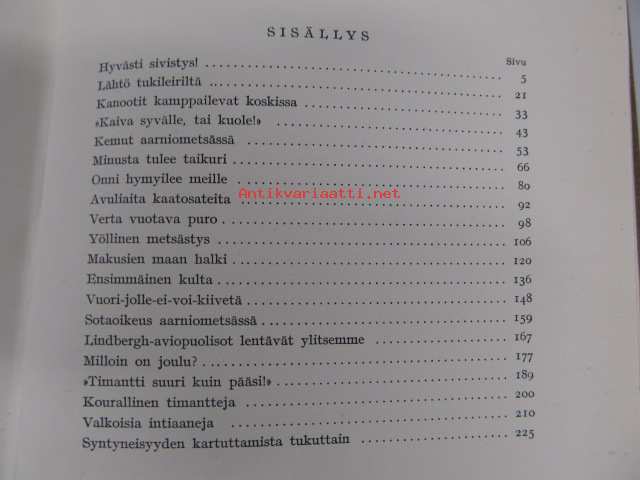 SISÄLLYS
Sivu
Hyvästi sivistys! 5
Lähtö tukileiriltä 21
Kanootit kamppailevat koskissa 33
»Kaiva syvälle, tai kuole!» 43
Kemut aarniometsässä 53
Minusta tulee taikuri 66
Onni hymyilee meille 80
Antikvariaatti.net
Avuliaita kaatosateita 92
Verta vuotava puro 98
Yöllinen metsästys 106
Makusien maan halki 120
Ensimmäinen kulta 136
Vuori-jolle-ei-voi-kiivetä 148
Sotaoikeus aarniometsässä 159
Lindbergh-aviopuolisot lentävät ylitsemme 167
Milloin on joulu? 177
»Timantti suuri kuin pääsi!» 189
Kourallinen timantteja 200
Valkoisia intiaaneja 210
Syntyneisyyden kartuttamista tukuttain 225